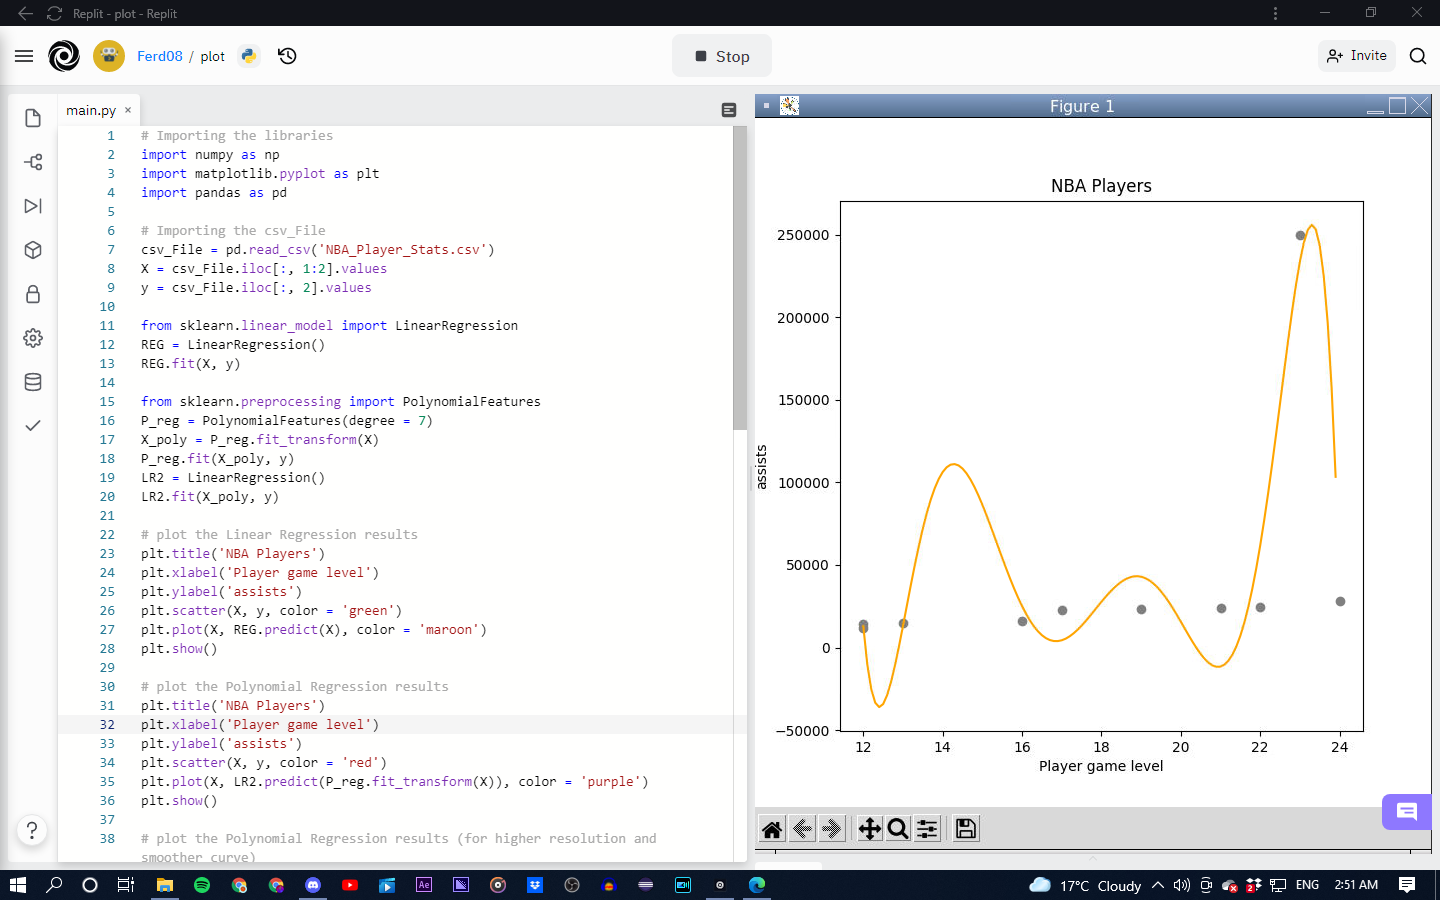 Replit - plot - Replit
Ferd08 / plot
Stop
Invite
main.py ×
1 # Importing the libraries
2 import numpy as np
3 import matplotlib.pyplot as plt
4 import pandas as pd
5
6 # Importing the csv_File
7 csv_File = pd.read_csv('NBA_Player_Stats.csv')
8 X = csv_File.iloc[:, 1:2].values
9 y = csv_File.iloc[:, 2].values
10
11 from sklearn.linear_model import LinearRegression
12 REG = LinearRegression()
13 REG.fit(X, y)
14
15 from sklearn.preprocessing import PolynomialFeatures
16 P_reg = PolynomialFeatures(degree = 7)
17 X_poly = P_reg.fit_transform(X)
18 P_reg.fit(X_poly, y)
19 LR2 = LinearRegression()
20 LR2.fit(X_poly, y)
21
22 # plot the Linear Regression results
23 plt.title('NBA Players')
24 plt.xlabel('Player game level')
25 plt.ylabel('assists')
26 plt.scatter(X, y, color = 'green')
27 plt.plot(X, REG.predict(X), color = 'maroon')
28 plt.show()
29
30 # plot the Polynomial Regression results
31 plt.title('NBA Players')
32 plt.xlabel('Player game level')
33 plt.ylabel('assists')
34 plt.scatter(X, y, color = 'red')
35 plt.plot(X, LR2.predict(P_reg.fit_transform(X)), color = 'purple')
36 plt.show()
37
38 # plot the Polynomial Regression results (for higher resolution and
smoother curve)
Figure 1
NBA Players
250000
200000
150000
100000
50000
0
−50000
assists
12 14 16 18 20 22 24
Player game level
?
Ae
17°C Cloudy
2
ENG
2:51 AM